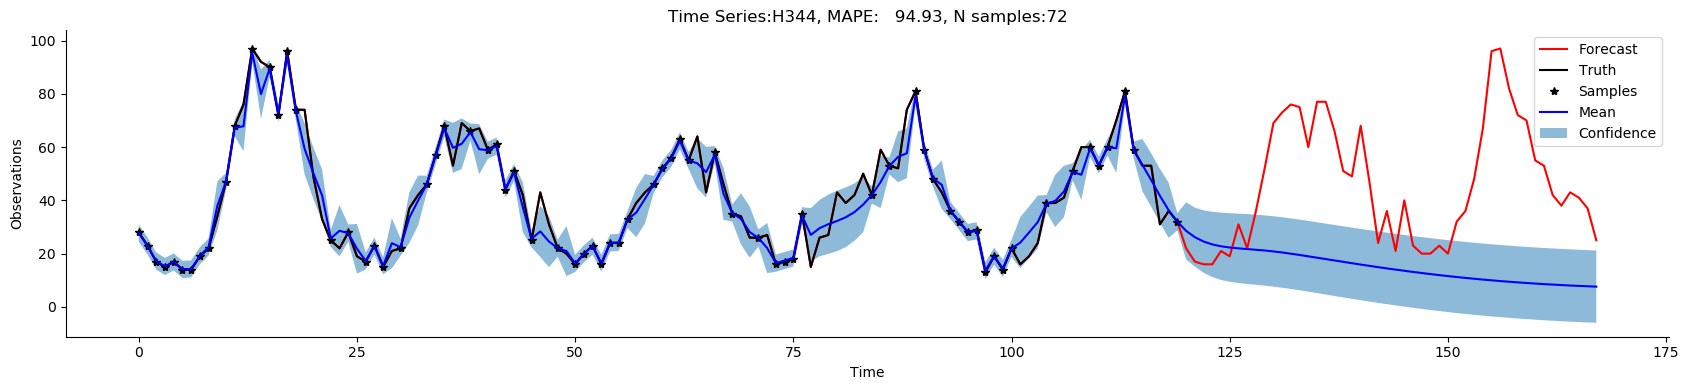 Time Series:H344, MAPE:   94.93, N samples:72
Observations
100
80
60
40
20
0
0
25
50
75
100
125
150
175
Time
Forecast
Truth
Samples
Mean
Confidence